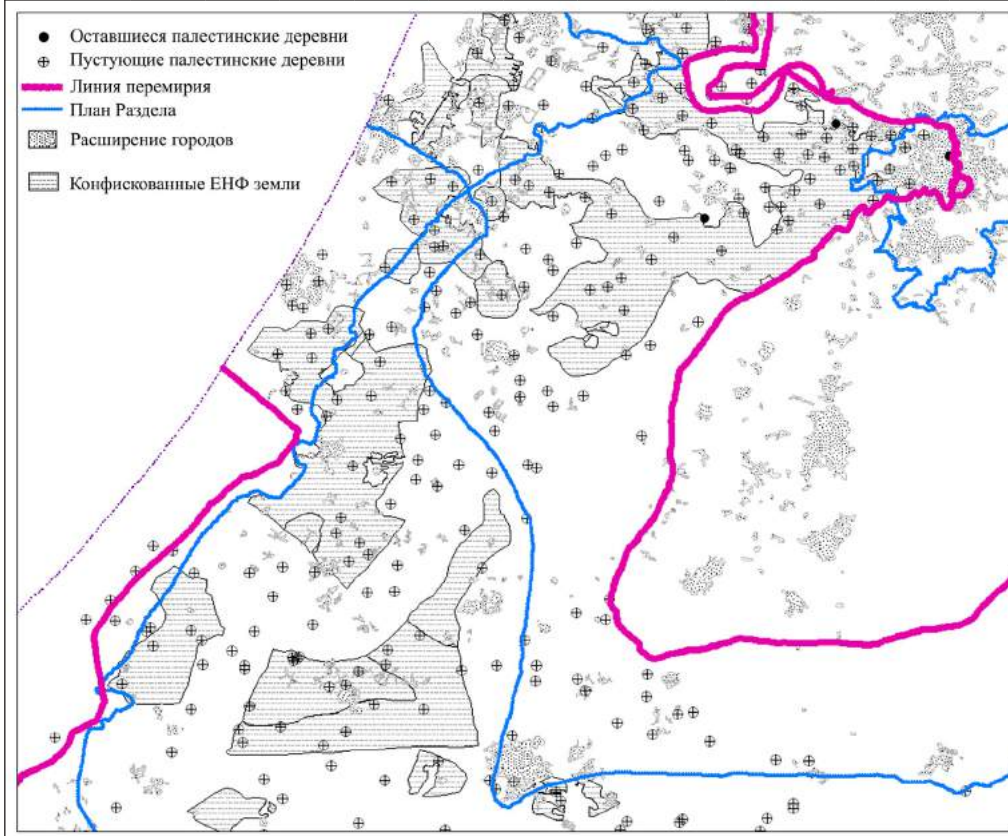 Оставшиеся палестинские деревни
Пустующие палестинские деревни
Линия перемирия
План Раздела
Расширение городов
Конфискованные ЕНФ земли